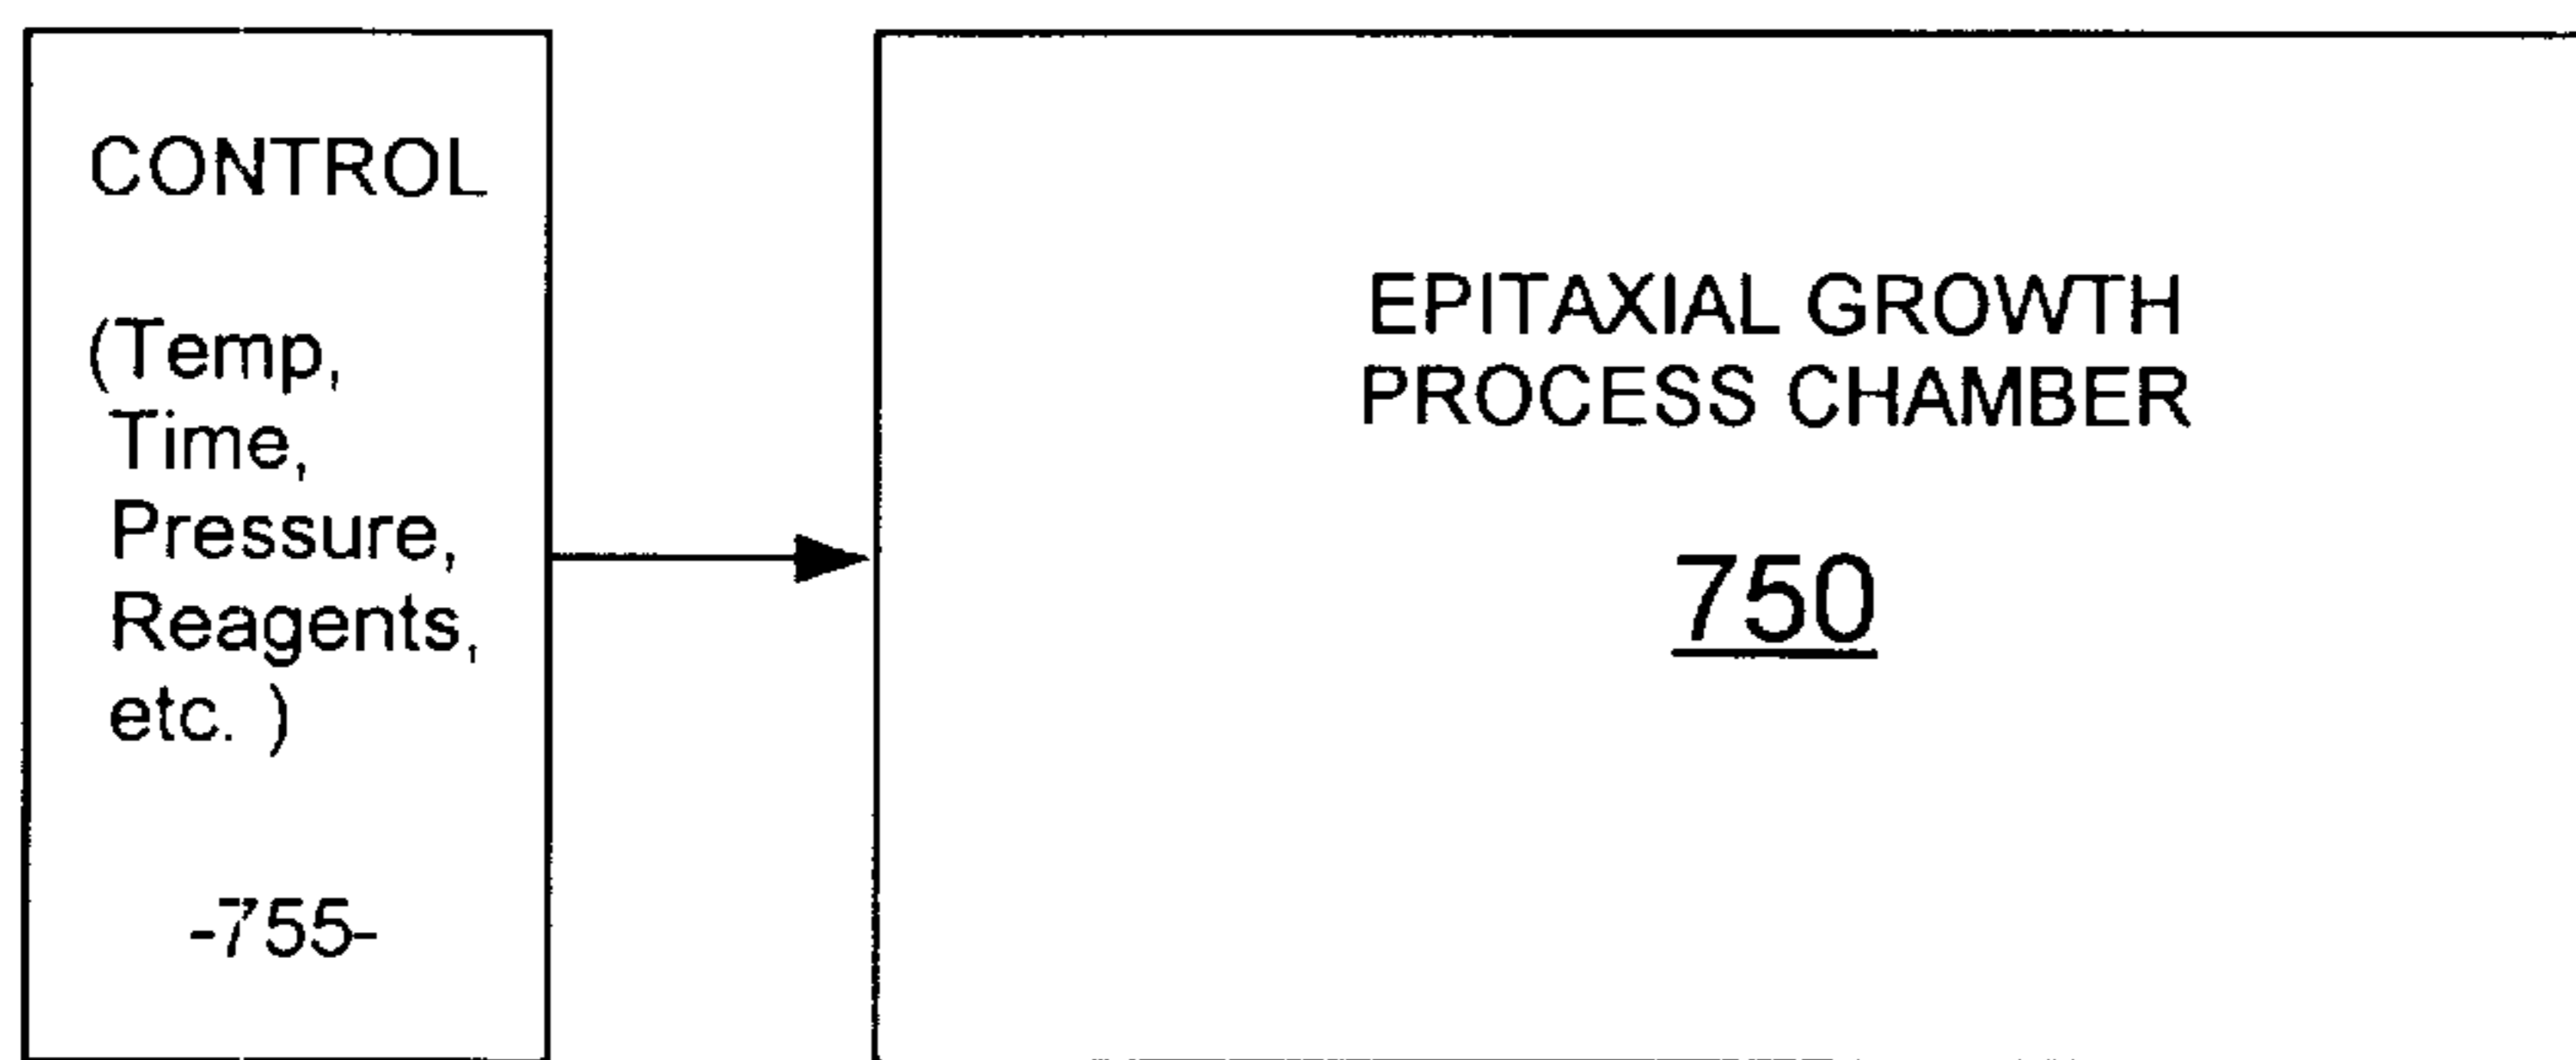 CONTROL
(Temp,
Time,
Pressure,
Reagents,
etc. )
-755-
EPITAXIAL GROWTH
PROCESS CHAMBER
750